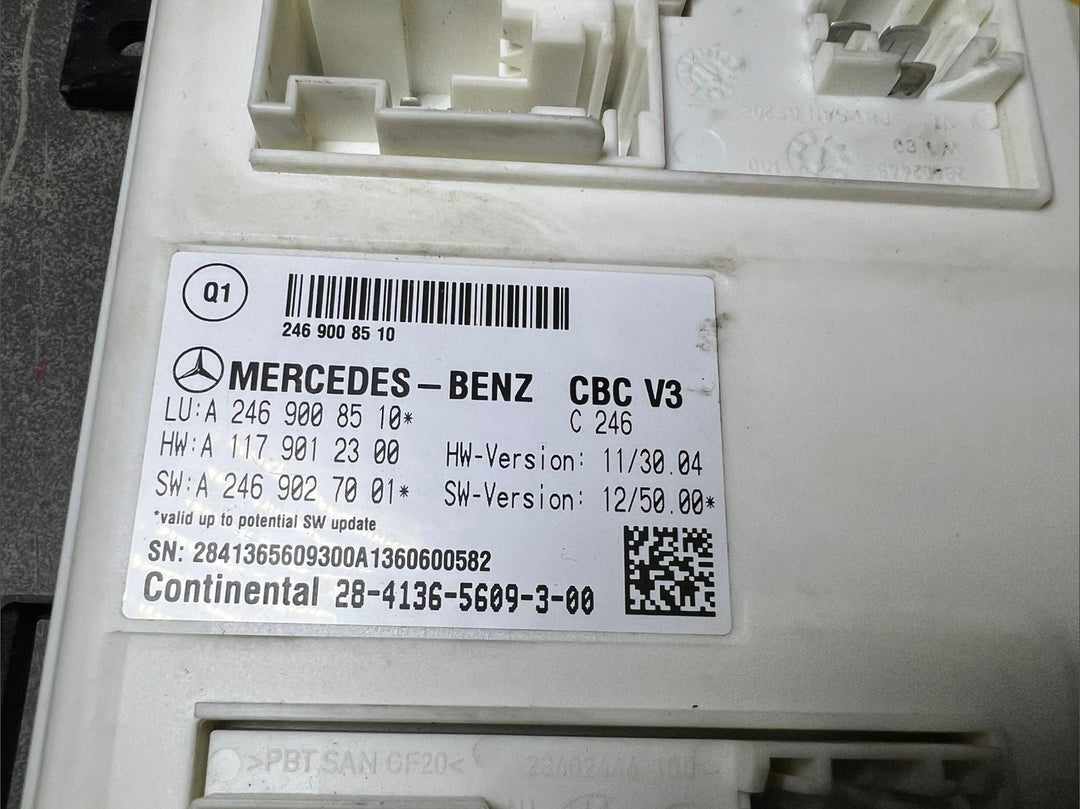 Q1
246 900 85 10
MERCEDES-BENZ CBC V3
LU:A 246 900 85 10* C 246
HW:A 117 901 23 00 HW-Version: 11/30.04
SW:A 246 902 70 01* SW-Version: 12/50.00*
*valid up to potential SW update
SN: 2841365609300A1360600582
Continental 28-4136-5609-3-00
>PBT SAN GF20<